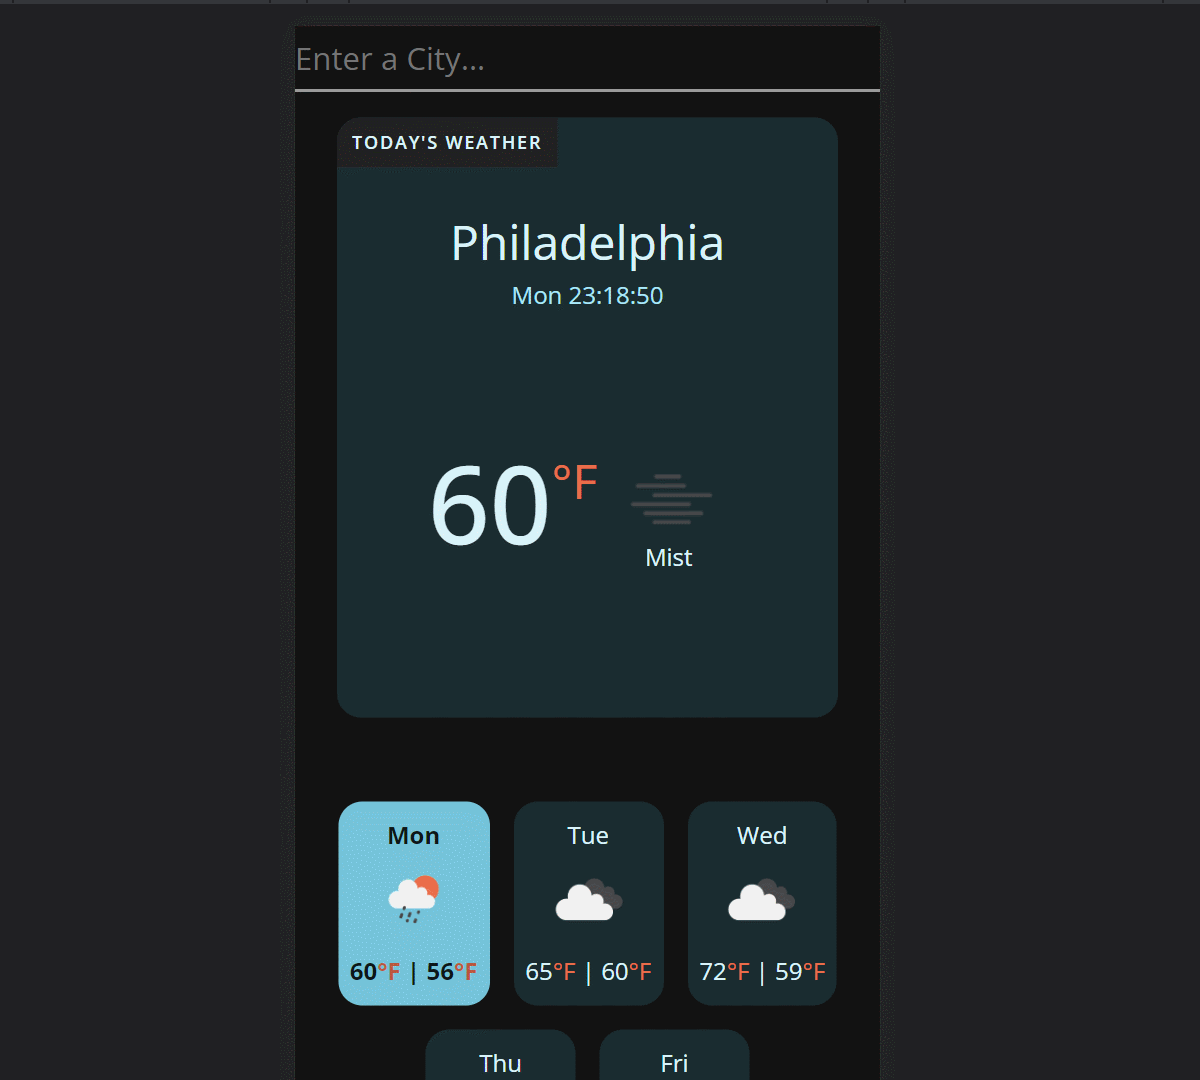 Enter a City...
TODAY'S WEATHER
Philadelphia
Mon 23:18:50
60°F
Mist
Mon Tue Wed
60°F | 56°F 65°F | 60°F 72°F | 59°F
Thu Fri